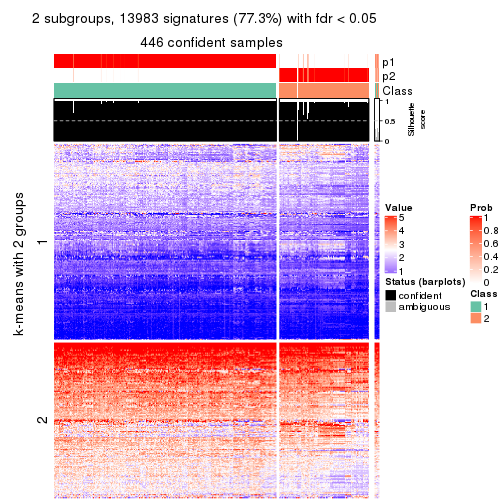 2 subgroups, 13983 signatures (77.3%) with fdr < 0.05
446 confident samples
p1
p2
Class
1
0.5
0
Silhouette
score
k-means with 2 groups
1
2
Value
5
4
3
2
1
Status (barplots)
confident
ambiguous
Prob
1
0.8
0.6
0.4
0.2
0
Class
1
2